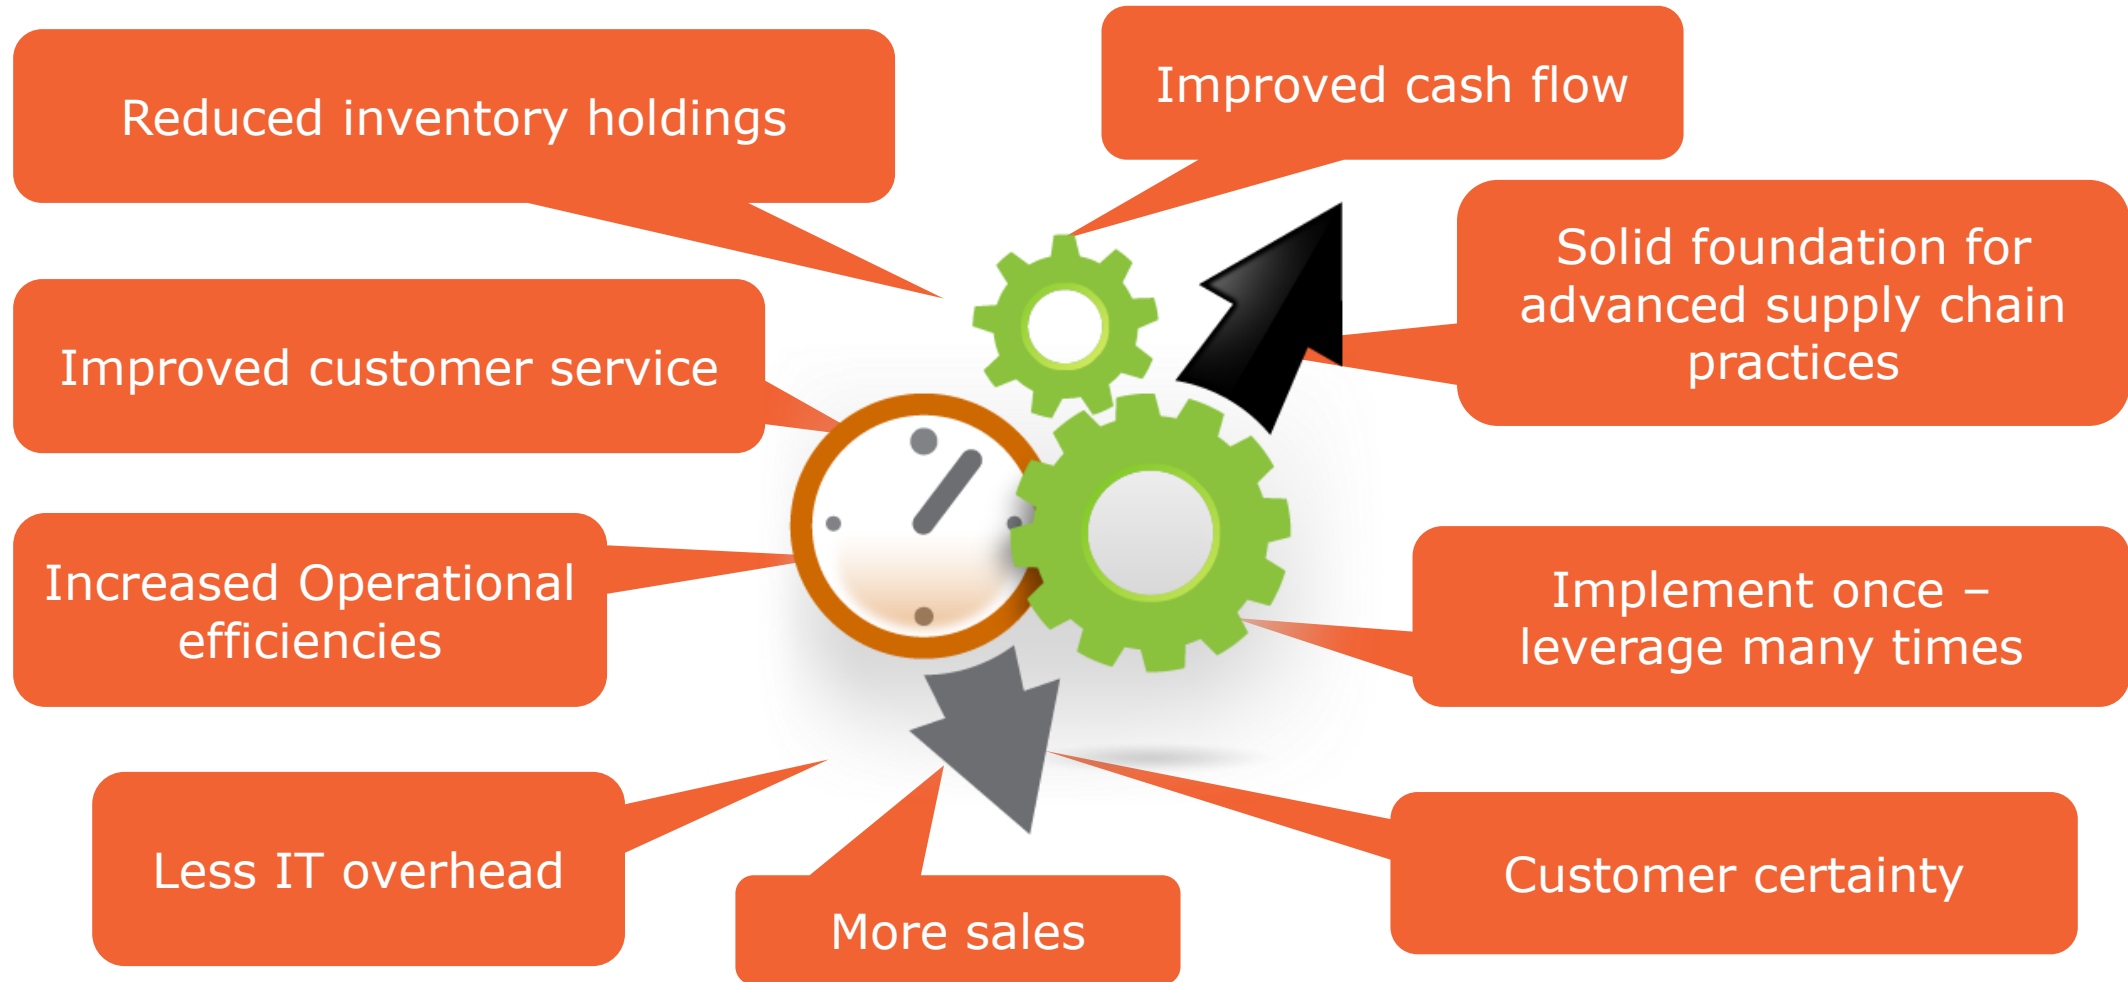 Reduced inventory holdings
Improved cash flow
Solid foundation for
advanced supply chain
practices
Improved customer service
Increased Operational
efficiencies
Implement once –
leverage many times
Less IT overhead
More sales
Customer certainty